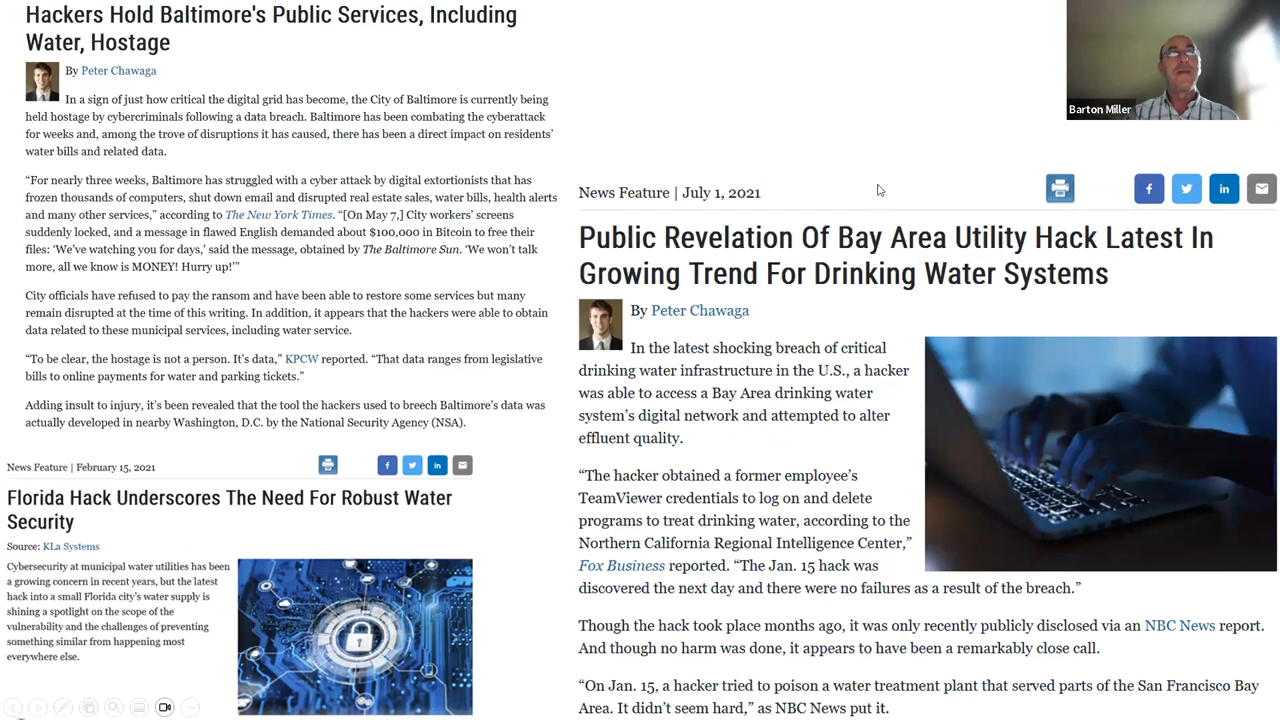 Hackers Hold Baltimore's Public Services, Including
Water, Hostage
By Peter Chawaga
In a sign of just how critical the digital grid has become, the City of Baltimore is currently being
held hostage by cybercriminals following a data breach. Baltimore has been combating the cyberattack
for weeks and, among the trove of disruptions it has caused, there has been a direct impact on residents’
water bills and related data.
“For nearly three weeks, Baltimore has struggled with a cyber attack by digital extortionists that has
frozen thousands of computers, shut down email and disrupted real estate sales, water bills, health alerts
and many other services,” according to The New York Times. “[On May 7,] City workers’ screens
suddenly locked, and a message in flawed English demanded about $100,000 in Bitcoin to free their
files: ‘We’ve watching you for days,’ said the message, obtained by The Baltimore Sun. ‘We won’t talk
more, all we know is MONEY! Hurry up!’”
City officials have refused to pay the ransom and have been able to restore some services but many
remain disrupted at the time of this writing. In addition, it appears that the hackers were able to obtain
data related to these municipal services, including water service.
“To be clear, the hostage is not a person. It’s data,” KPCW reported. “That data ranges from legislative
bills to online payments for water and parking tickets.”
Adding insult to injury, it’s been revealed that the tool the hackers used to breech Baltimore’s data was
actually developed in nearby Washington, D.C. by the National Security Agency (NSA).
News Feature | February 15, 2021
Florida Hack Underscores The Need For Robust Water
Security
Source: KLa Systems
Cybersecurity at municipal water utilities has been
a growing concern in recent years, but the latest
hack into a small Florida city’s water supply is
shining a spotlight on the scope of the
vulnerability and the challenges of preventing
something similar from happening most
everywhere else.
Barton Miller
News Feature | July 1, 2021
Public Revelation Of Bay Area Utility Hack Latest In
Growing Trend For Drinking Water Systems
By Peter Chawaga
In the latest shocking breach of critical
drinking water infrastructure in the U.S., a hacker
was able to access a Bay Area drinking water
system’s digital network and attempted to alter
effluent quality.
“The hacker obtained a former employee’s
TeamViewer credentials to log on and delete
programs to treat drinking water, according to the
Northern California Regional Intelligence Center,”
Fox Business reported. “The Jan. 15 hack was
discovered the next day and there were no failures as a result of the breach.”
Though the hack took place months ago, it was only recently publicly disclosed via an NBC News report.
And though no harm was done, it appears to have been a remarkably close call.
“On Jan. 15, a hacker tried to poison a water treatment plant that served parts of the San Francisco Bay
Area. It didn’t seem hard,” as NBC News put it.